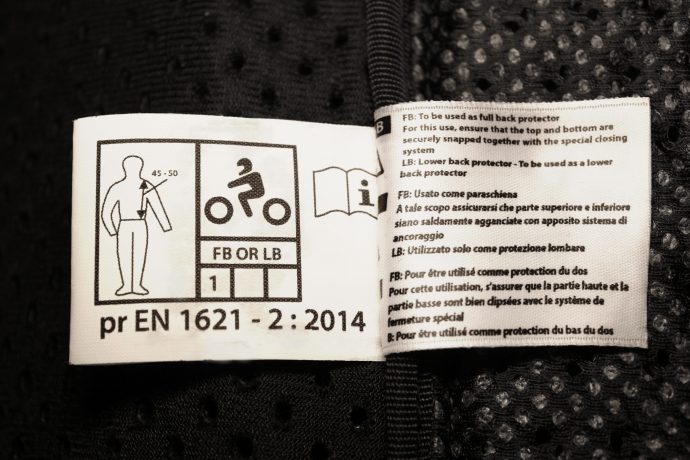 45 - 50
FB OR LB
1
pr EN 1621 - 2 : 2014
i
B
FB: To be used as full back protector
For this use, ensure that the top and bottom are
securely snapped together with the special closing
system
LB: Lower back protector - To be used as a lower
back protector
FB: Usato come paraschiena
A tale scopo assicurarsi che parte superiore e inferiore
siano saldamente agganciate con apposito sistema di
ancoraggio
LB: Utilizzato solo come protezione lombare
FB: Pour être utilisé comme protection du dos
Pour cette utilisation, s'assurer que la partie haute et la
partie basse sont bien clipsées avec le système de
fermeture spécial
B: Pour être utilisé comme protection du bas du dos